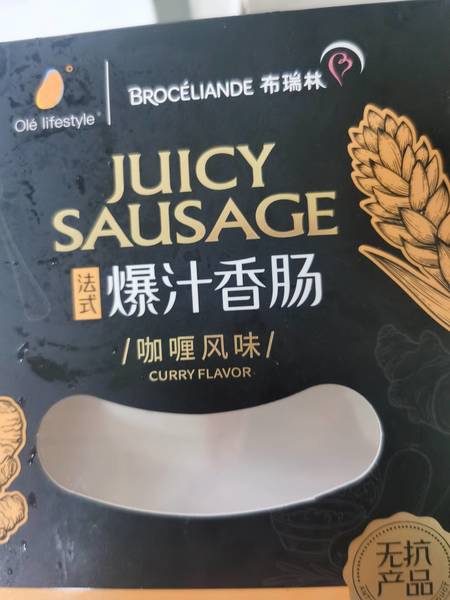 Olé lifestyle
BROCÉLIANDE 布瑞林
JUICY
SAUSAGE
法式
爆汁香肠
/咖喱风味/
CURRY FLAVOR
无抗
产品